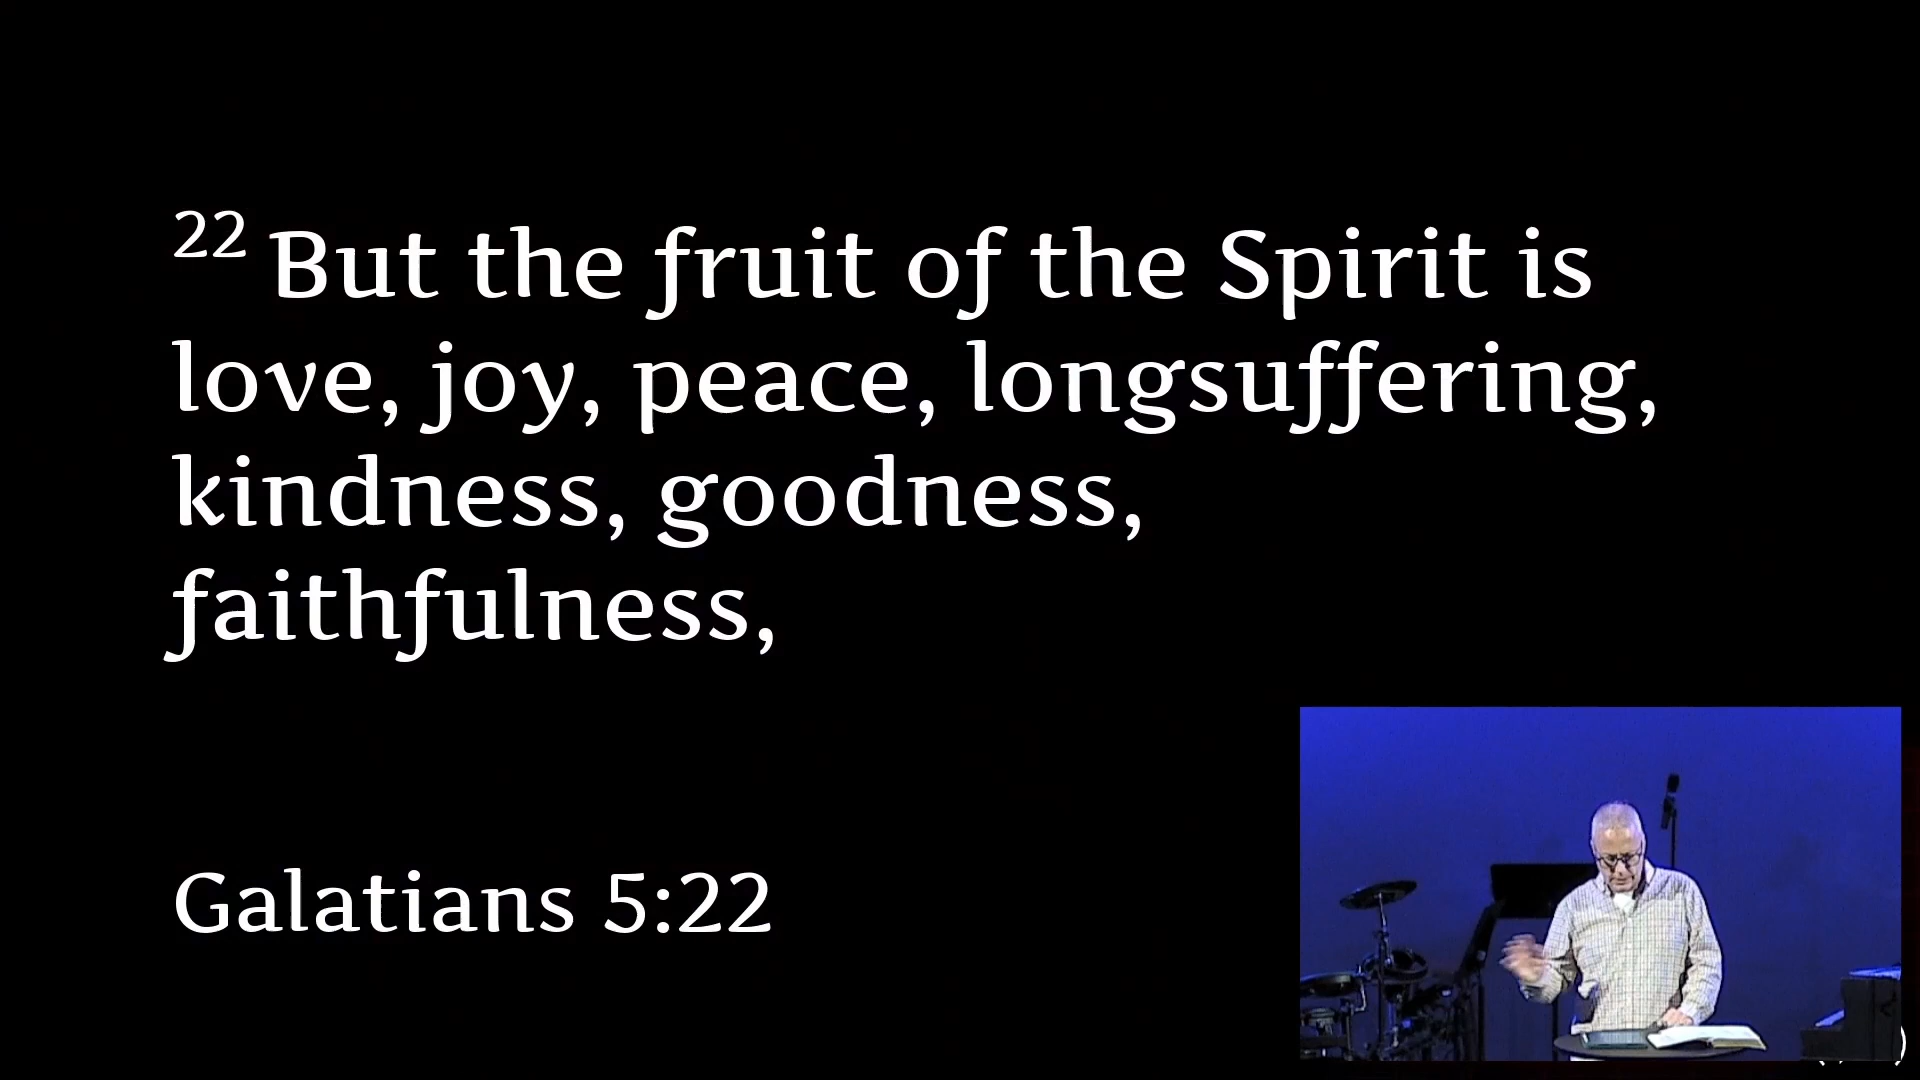 22 But the fruit of the Spirit is
love, joy, peace, longsuffering,
kindness, goodness,
faithfulness,
Galatians 5:22